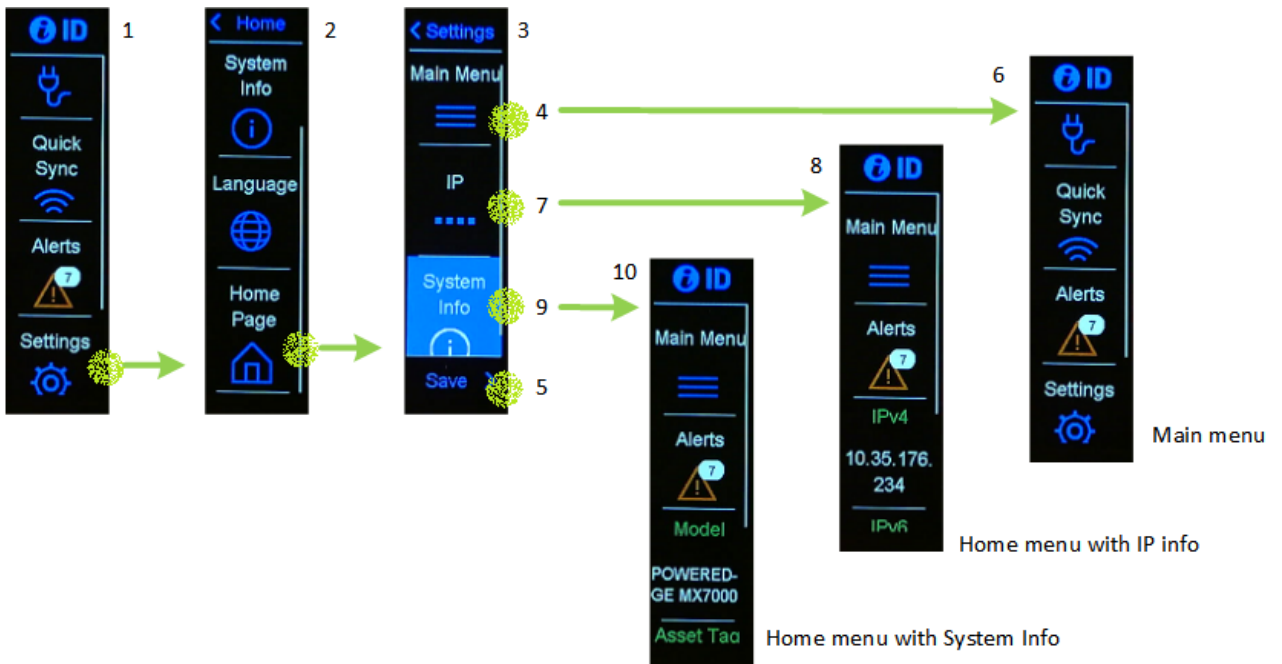 i ID
1
Quick
Sync
Alerts
7
Settings
Home
2
System
Info
i
Language
Home
Page
Settings
3
Main Menu
4
IP
7
System
Info
i
9
Save
5
6
i ID
Quick
Sync
Alerts
7
Settings
Main menu
8
i ID
Main Menu
Alerts
7
IPv4
10.35.176.
234
IPv6
Home menu with IP info
10
i ID
Main Menu
Alerts
7
Model
POWERED-
GE MX7000
Asset Tag
Home menu with System Info